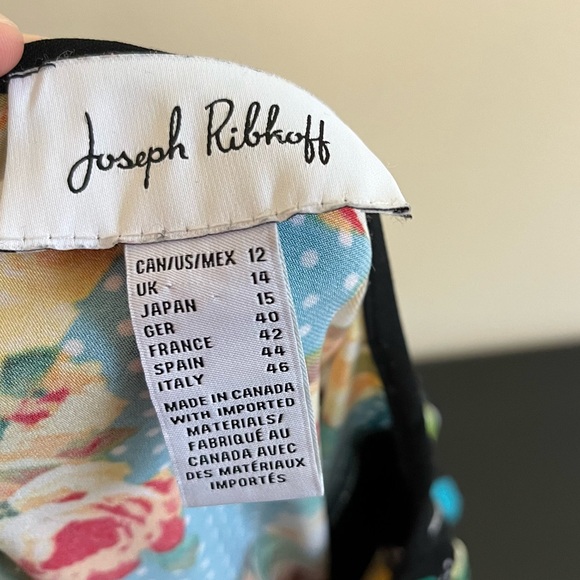 Joseph Ribkoff
CAN/US/MEX 12
UK 14
JAPAN 15
GER 40
FRANCE 42
SPAIN 44
ITALY 46
MADE IN CANADA
WITH IMPORTED
MATERIALS/
FABRIQUÉ AU
CANADA AVEC
DES MATÉRIAUX
IMPORTÉS